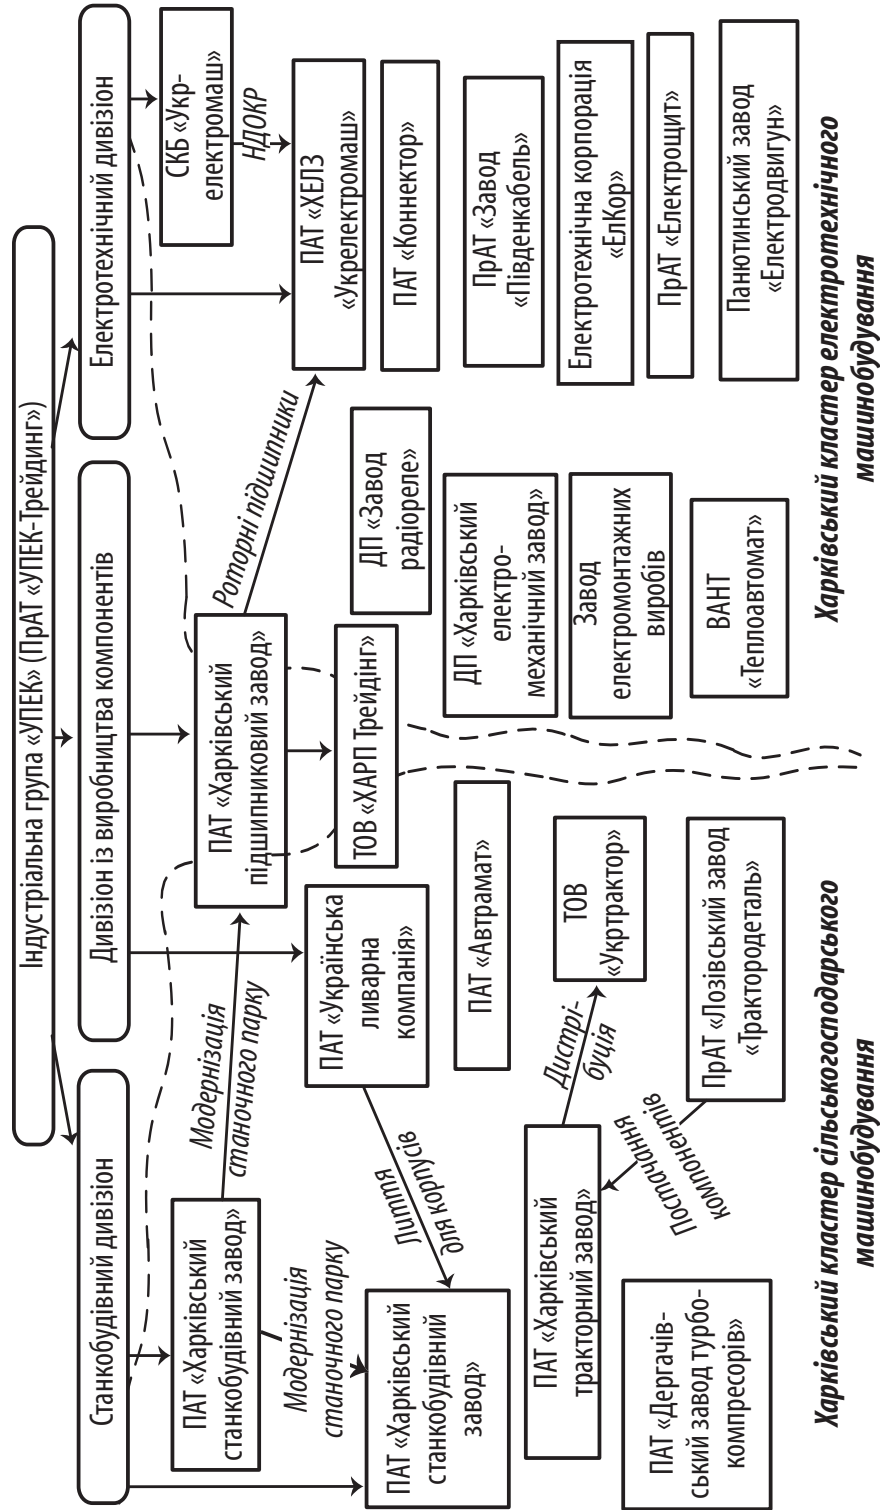 Індустріальна група «УПЕК» (ПрАТ «УПЕК-Трейдинг»)
Станкобудівний дивізіон
Дивізіон із виробництва компонентів
Електротехнічний дивізіон
ПАТ «Харківський
станкобудівний завод»
Модернізація
станочного парку
ПАТ «Харківський
підшипниковий завод»
Роторні підшипники
СКБ «Укр-
електромаш»
НДОКР
Модернізація
станочного парку
ПАТ «Українська
ливарна
компанія»
ТОВ «ХАРП Трейдінг»
ДП «Завод
радіореле»
ПАТ «ХЕЛЗ
«Укрелектромаш»
ПАТ «Коннектор»
ПАТ «Харківський
станкобудівний
завод»
Лиття
для корпусів
ПАТ «Автрамат»
ДП «Харківський
електро-
механічний завод»
ПрАТ «Завод
«Південкабель»
ПАТ «Харківський
тракторний завод»
Дистрі-
буція
ТОВ
«Укртрактор»
Завод
електромонтажних
виробів
Електротехнічна корпорація
«ЕлКор»
ПрАТ «Електрощит»
ПАТ «Дергачів-
ський завод турбо-
компресорів»
Постачання
компонентів
ПрАТ «Лозівський завод
«Трактородеталь»
ВАНТ
«Теплоавтомат»
Панютинський завод
«Електродвигун»
Харківський кластер сільськогосподарського
машинобудування
Харківський кластер електротехнічного
машинобудування